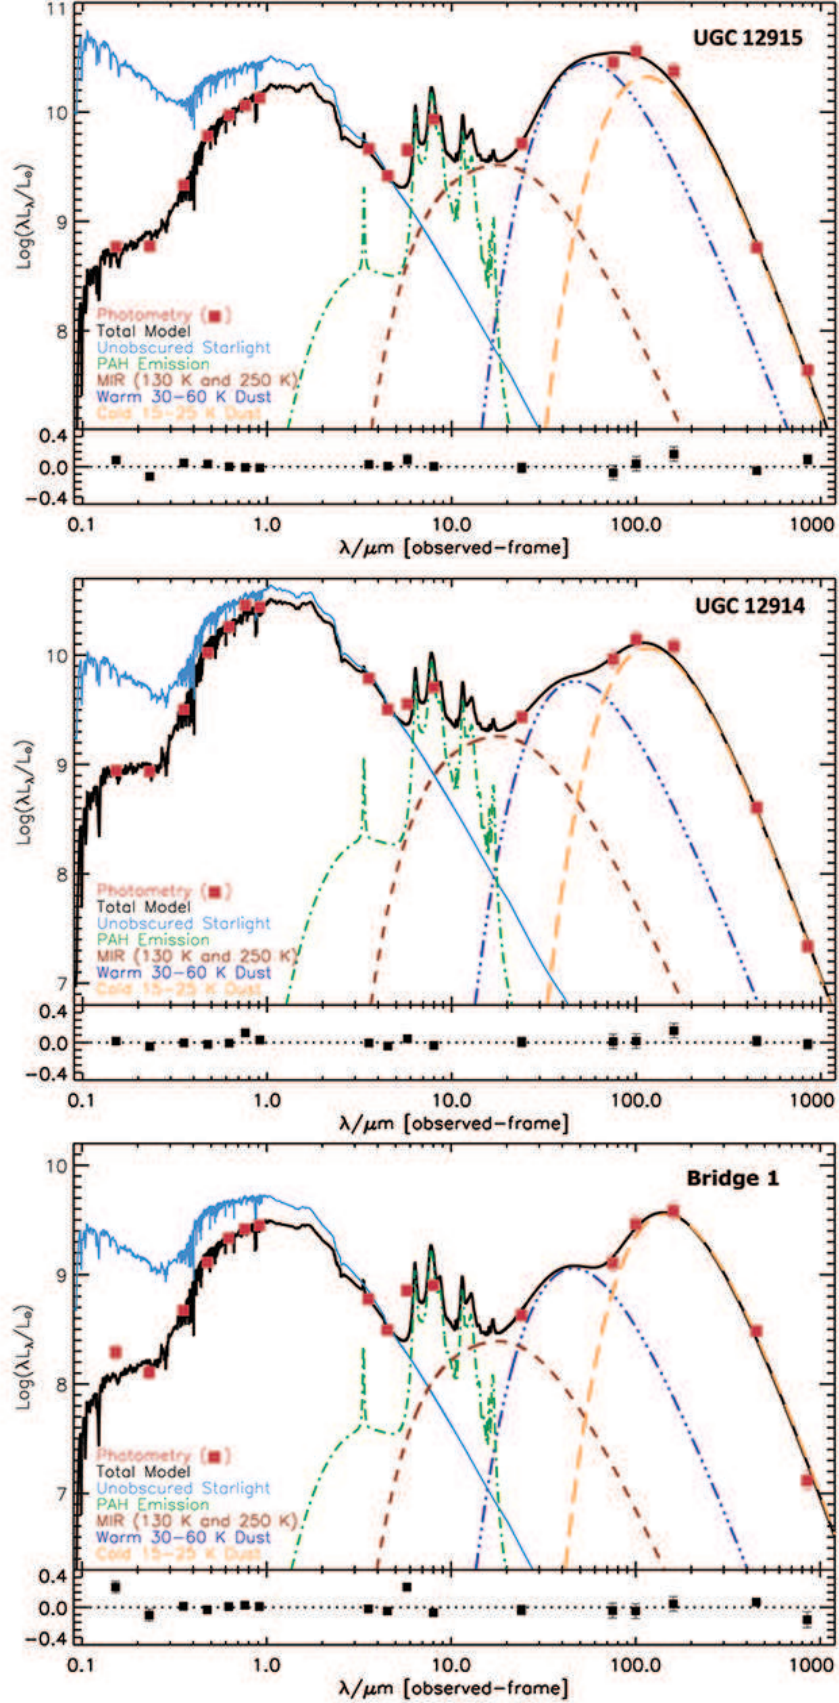 11
UGC 12915
10
9
8
Log(λL_λ/L_⊙)
Photometry (■)
Total Model
Unobscured Starlight
PAH Emission
MIR (130 K and 250 K)
Warm 30−60 K Dust
Cold 15−25 K Dust
0.4
0.0
−0.4
0.1 1.0 10.0 100.0 1000
λ/μm [observed−frame]
UGC 12914
10
9
8
7
Log(λL_λ/L_⊙)
Photometry (■)
Total Model
Unobscured Starlight
PAH Emission
MIR (130 K and 250 K)
Warm 30−60 K Dust
Cold 15−25 K Dust
0.4
0.0
−0.4
0.1 1.0 10.0 100.0 1000
λ/μm [observed−frame]
10
Bridge 1
9
8
7
Log(λL_λ/L_⊙)
Photometry (■)
Total Model
Unobscured Starlight
PAH Emission
MIR (130 K and 250 K)
Warm 30−60 K Dust
Cold 15−25 K Dust
0.4
0.0
−0.4
0.1 1.0 10.0 100.0 1000
λ/μm [observed−frame]